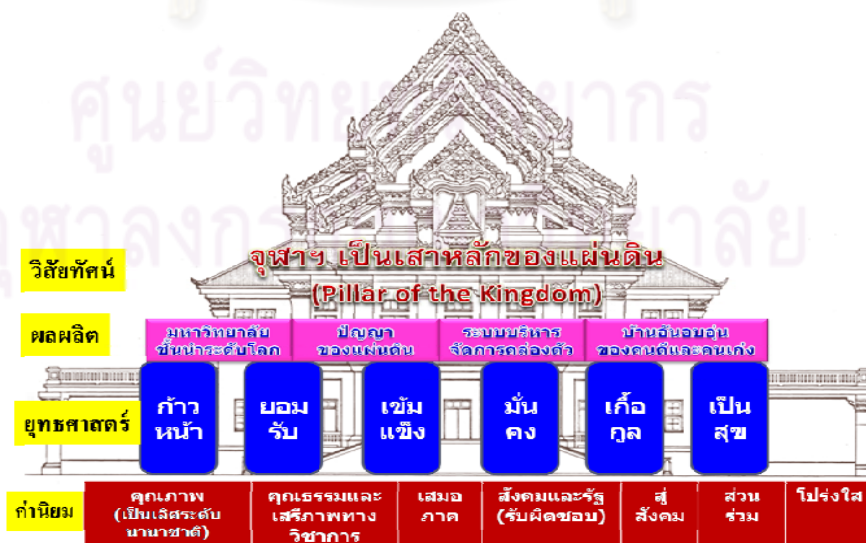 ศูนย์วิทยทรัพยากร
จุฬาลงกรณ์มหาวิทยาลัย
วิสัยทัศน์
จุฬาฯ เป็นเสาหลักของแผ่นดิน
(Pillar of the Kingdom)
ผลผลิต
มหาวิทยาลัย
ชั้นนำระดับโลก
ปัญญา
ของแผ่นดิน
ระบบบริหาร
จัดการคล่องตัว
บ้านอันอบอุ่น
ของคนดีและคนเก่ง
ยุทธศาสตร์
ก้าว
หน้า
ยอม
รับ
เข้ม
แข็ง
มั่น
คง
เกื้อ
กูล
เป็น
สุข
ค่านิยม
คุณภาพ
(เป็นเลิศระดับ
นานาชาติ)
คุณธรรมและ
เสรีภาพทาง
วิชาการ
เสมอ
ภาค
สังคมและรัฐ
(รับผิดชอบ)
สู่
สังคม
ส่วน
ร่วม
โปร่งใส